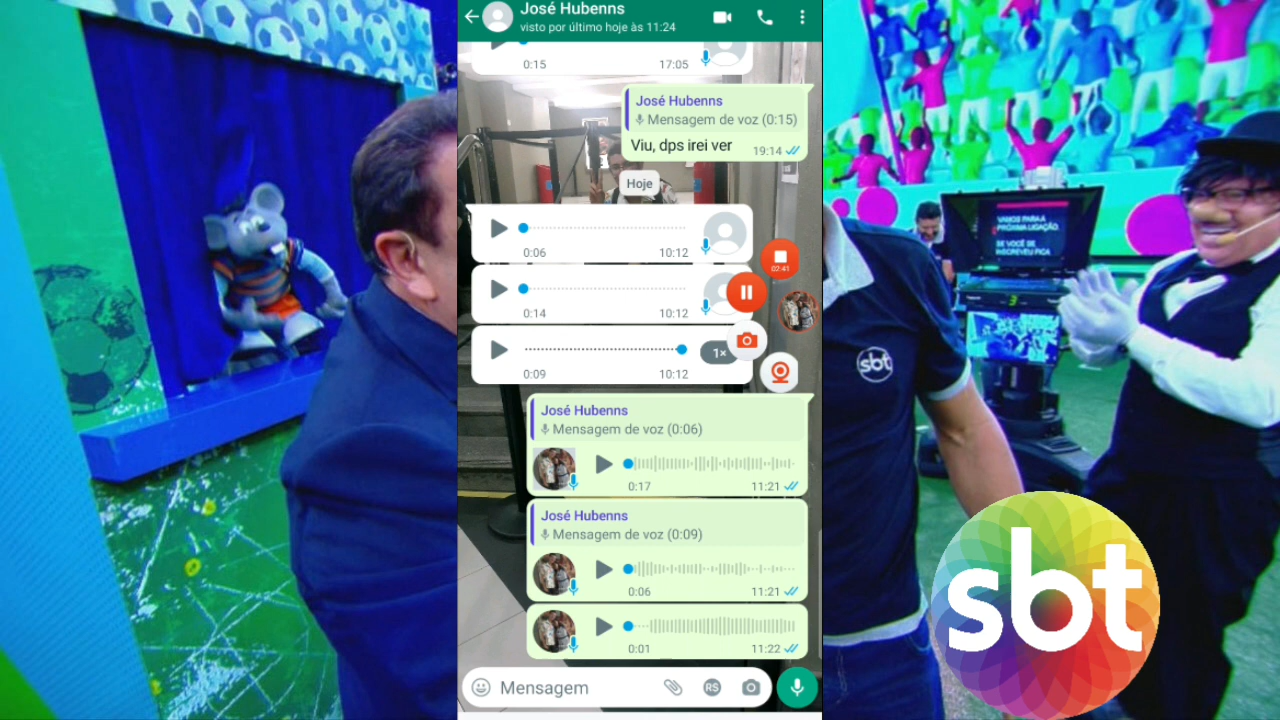 José Hubenns
visto por último hoje às 11:24
0:15 17:05
José Hubenns
Mensagem de voz (0:15)
Viu, dps irei ver 19:14
Hoje
0:06 10:12
0:14 10:12
1×
0:09 10:12
02:41
José Hubenns
Mensagem de voz (0:06)
0:17 11:21
José Hubenns
Mensagem de voz (0:09)
0:06 11:21
0:01 11:22
Mensagem
RS
VAMOS PARA A
PRÓXIMA LIGAÇÃO.
SE VOCÊ SE
INSCREVEU FICA
3
sbt
sbt